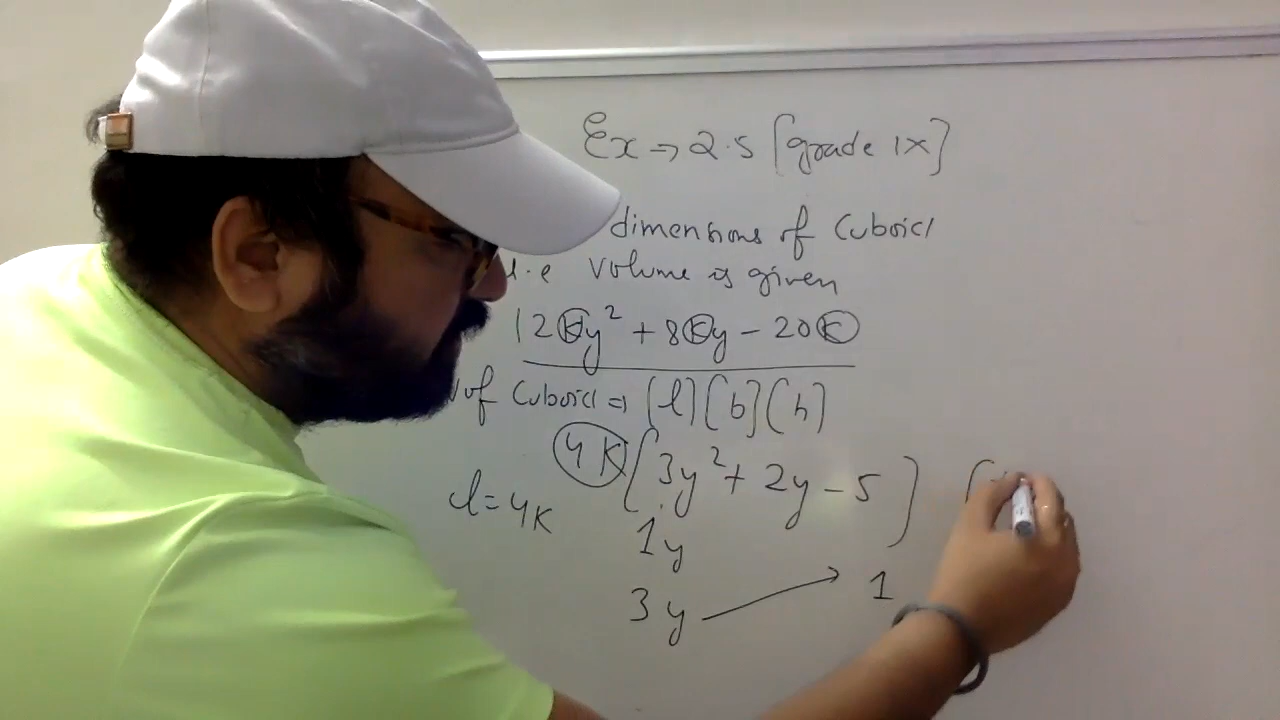 Ex → 2.5 [grade IX]
dimensions of Cuboid
i.e Volume is given
12Ky² + 8Ky - 20K
of Cuboid ⇒ (l)(b)(h)
4K (3y² + 2y - 5) (
l = 4K
1y
3y → 1